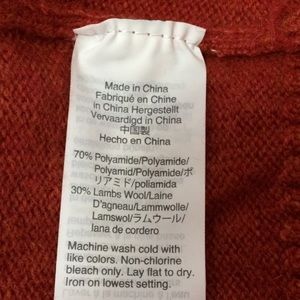 Made in China
Fabriqué en Chine
in China Hergestellt
Vervaardigd in China
中国製
Hecho en China
70% Polyamide/Polyamide/
Polyamid/Polyamide/ポ
リアミド/poliamida
30% Lambs Wool/Laine
D'agneau/Lammwolle/
Lamswol/ラムウール/
lana de cordero
Machine wash cold with
like colors. Non-chlorine
bleach only. Lay flat to dry.
Iron on lowest setting.